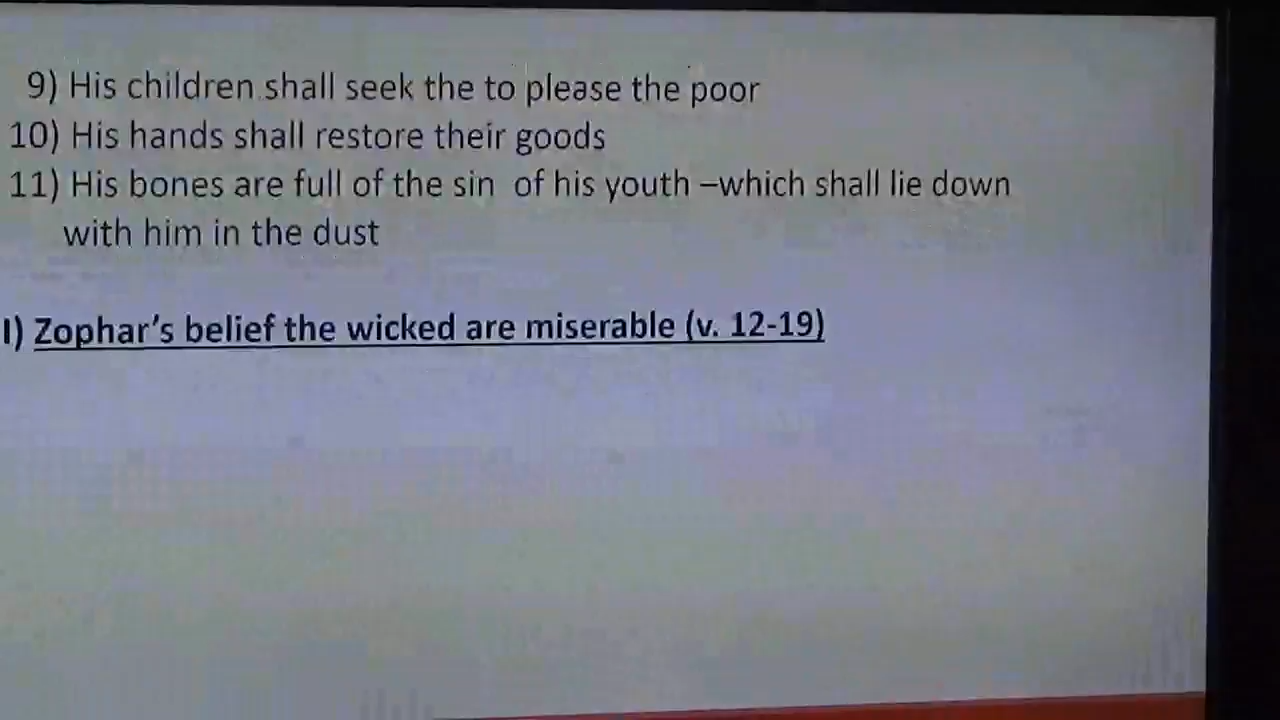 9) His children shall seek the to please the poor
10) His hands shall restore their goods
11) His bones are full of the sin of his youth –which shall lie down
with him in the dust
I) Zophar's belief the wicked are miserable (v. 12-19)